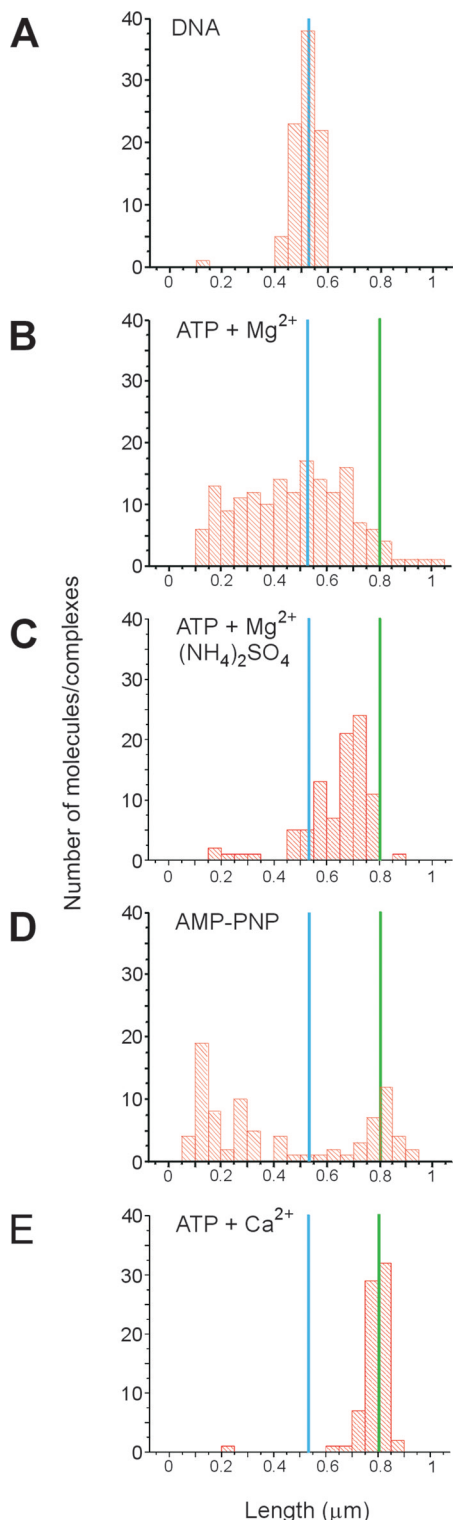 A
DNA
40
30
20
10
0
0 0.2 0.4 0.6 0.8 1
B
ATP + Mg²⁺
40
30
20
10
0
0 0.2 0.4 0.6 0.8 1
C
ATP + Mg²⁺
(NH₄)₂SO₄
40
30
20
10
0
0 0.2 0.4 0.6 0.8 1
Number of molecules/complexes
D
AMP-PNP
40
30
20
10
0
0 0.2 0.4 0.6 0.8 1
E
ATP + Ca²⁺
40
30
20
10
0
0 0.2 0.4 0.6 0.8 1
Length (μm)